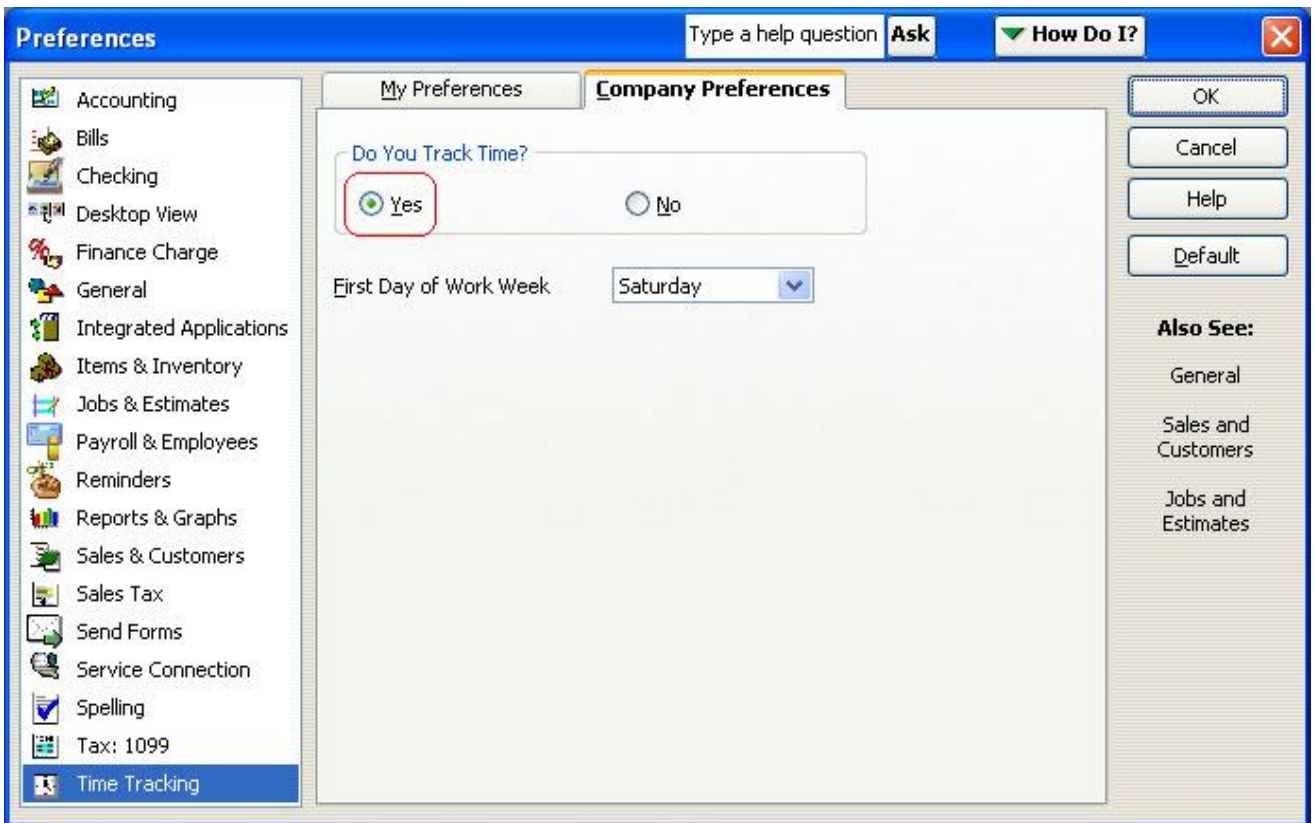 Preferences
Type a help question Ask
How Do I?
Accounting
Bills
Checking
Desktop View
Finance Charge
General
Integrated Applications
Items & Inventory
Jobs & Estimates
Payroll & Employees
Reminders
Reports & Graphs
Sales & Customers
Sales Tax
Send Forms
Service Connection
Spelling
Tax: 1099
Time Tracking
My Preferences
Company Preferences
Do You Track Time?
Yes
No
First Day of Work Week
Saturday
OK
Cancel
Help
Default
Also See:
General
Sales and
Customers
Jobs and
Estimates